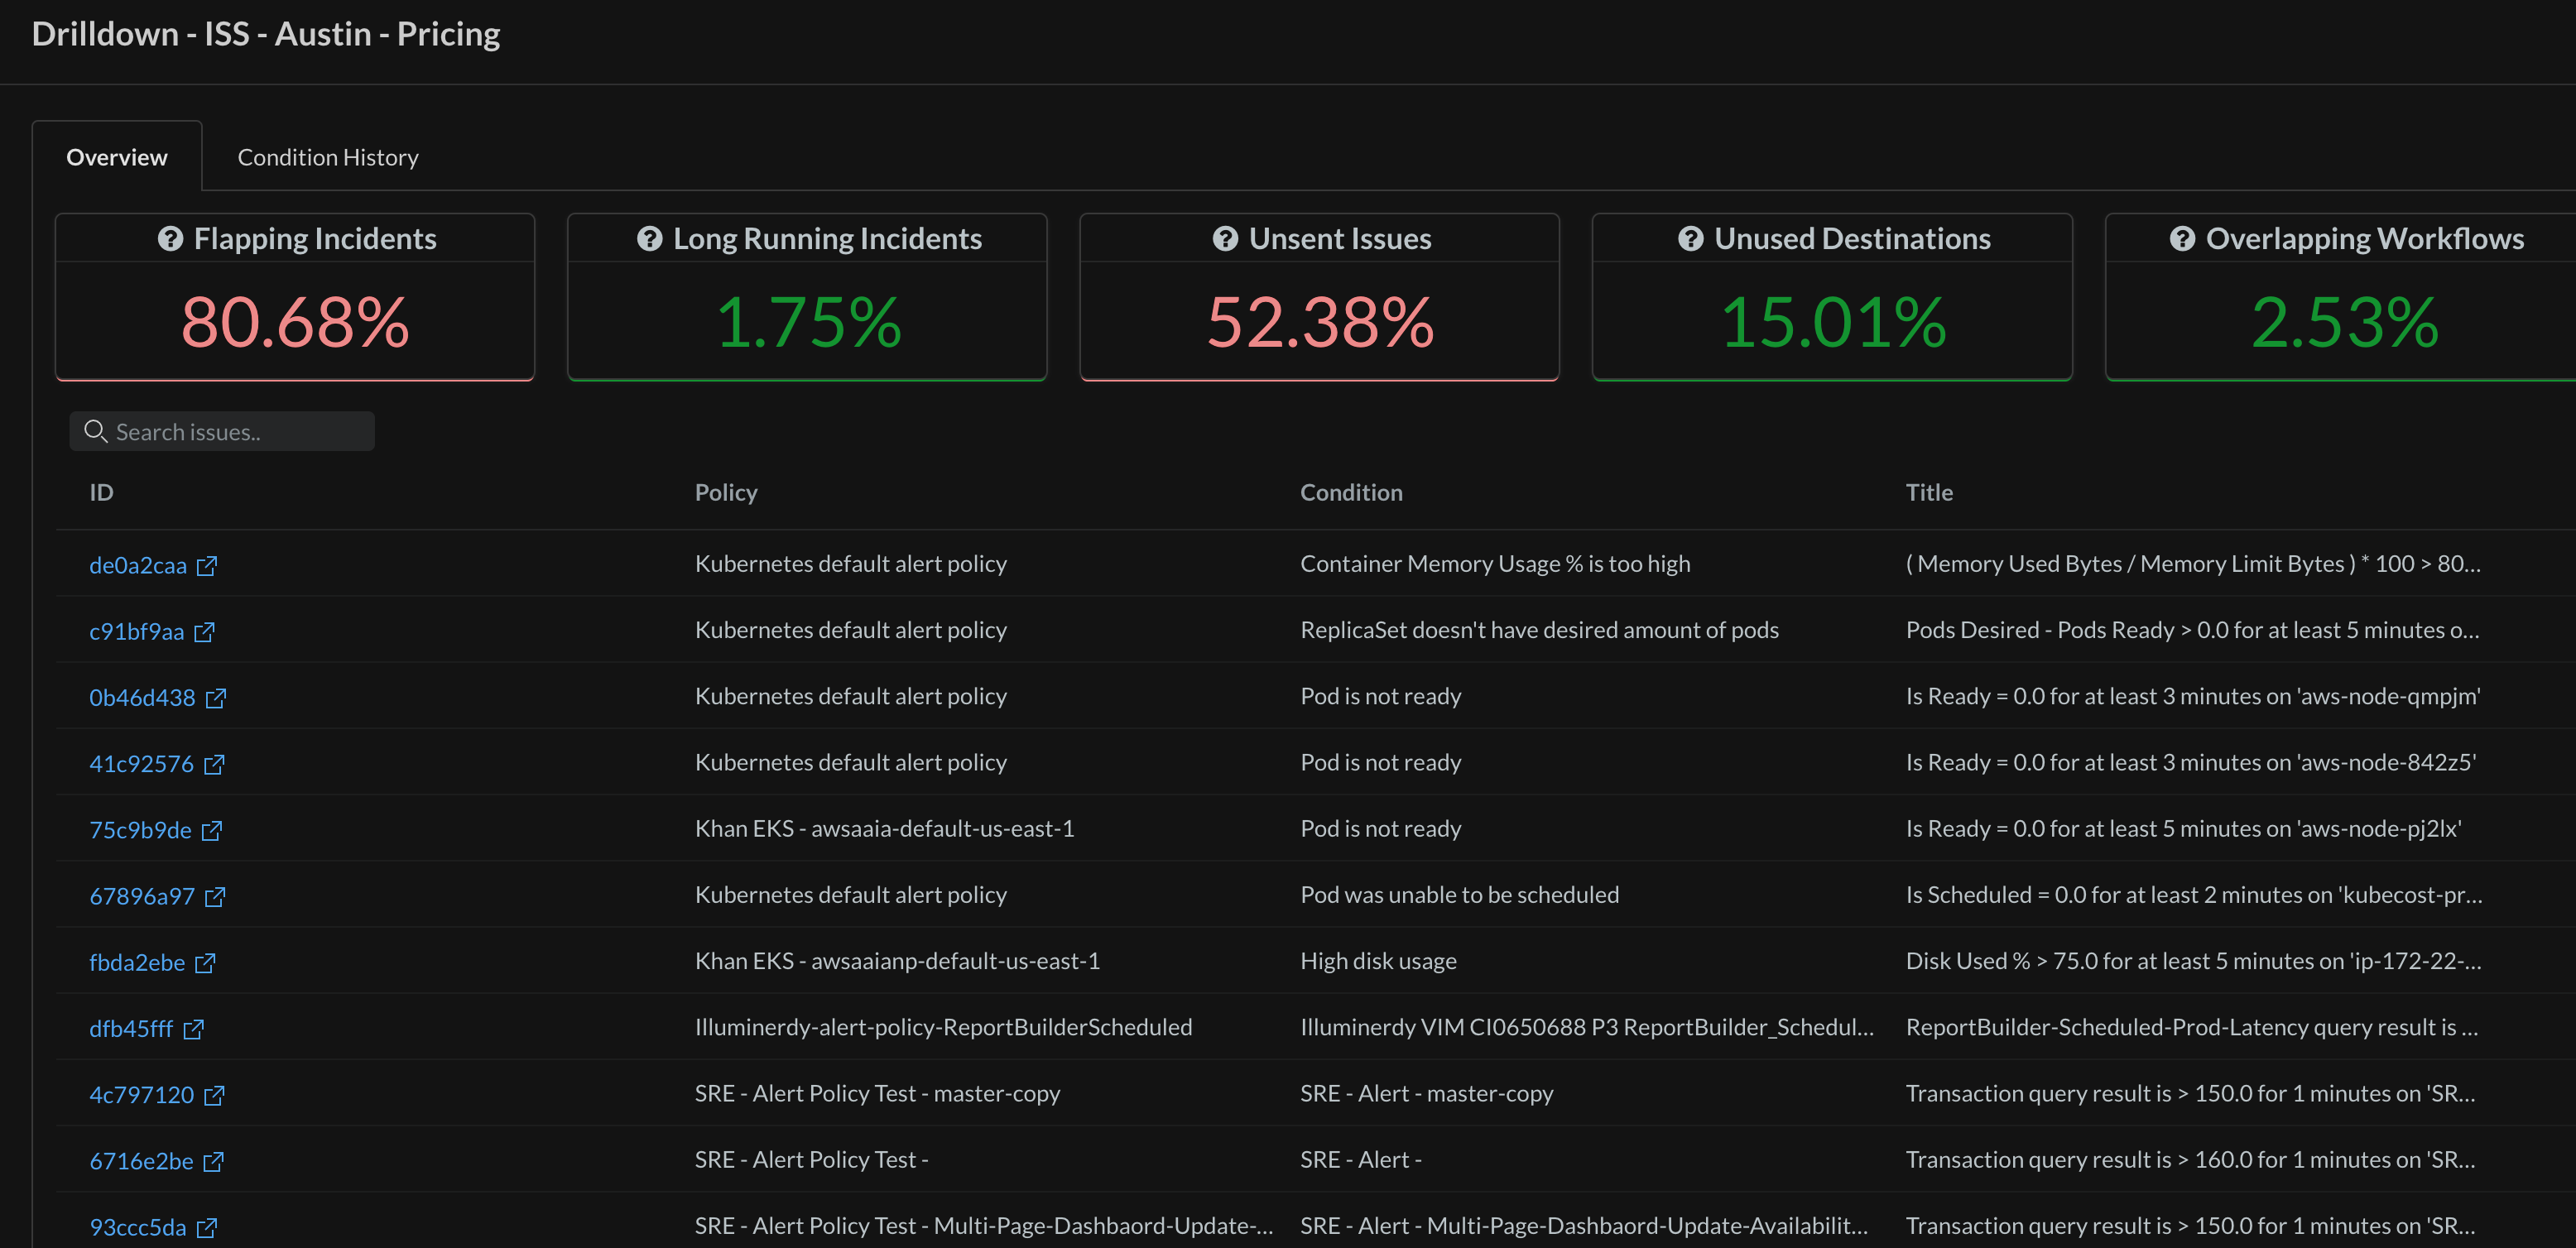 Drilldown - ISS - Austin - Pricing
Overview
Condition History
Flapping Incidents
Long Running Incidents
Unsent Issues
Unused Destinations
Overlapping Workflows
80.68%
1.75%
52.38%
15.01%
2.53%
Search issues..
ID Policy Condition Title
de0a2caa Kubernetes default alert policy Container Memory Usage % is too high ( Memory Used Bytes / Memory Limit Bytes ) * 100 > 80...
c91bf9aa Kubernetes default alert policy ReplicaSet doesn't have desired amount of pods Pods Desired - Pods Ready > 0.0 for at least 5 minutes o...
0b46d438 Kubernetes default alert policy Pod is not ready Is Ready = 0.0 for at least 3 minutes on 'aws-node-qmpjm'
41c92576 Kubernetes default alert policy Pod is not ready Is Ready = 0.0 for at least 3 minutes on 'aws-node-842z5'
75c9b9de Khan EKS - awsaaia-default-us-east-1 Pod is not ready Is Ready = 0.0 for at least 5 minutes on 'aws-node-pj2lx'
67896a97 Kubernetes default alert policy Pod was unable to be scheduled Is Scheduled = 0.0 for at least 2 minutes on 'kubecost-pr...
fbda2ebe Khan EKS - awsaaianp-default-us-east-1 High disk usage Disk Used % > 75.0 for at least 5 minutes on 'ip-172-22-...
dfb45fff Illuminerdy-alert-policy-ReportBuilderScheduled Illuminerdy VIM CI0650688 P3 ReportBuilder_Schedul... ReportBuilder-Scheduled-Prod-Latency query result is ...
4c797120 SRE - Alert Policy Test - master-copy SRE - Alert - master-copy Transaction query result is > 150.0 for 1 minutes on 'SR...
6716e2be SRE - Alert Policy Test - SRE - Alert - Transaction query result is > 160.0 for 1 minutes on 'SR...
93ccc5da SRE - Alert Policy Test - Multi-Page-Dashbaord-Update-... SRE - Alert - Multi-Page-Dashbaord-Update-Availabilit... Transaction query result is > 150.0 for 1 minutes on 'SR...